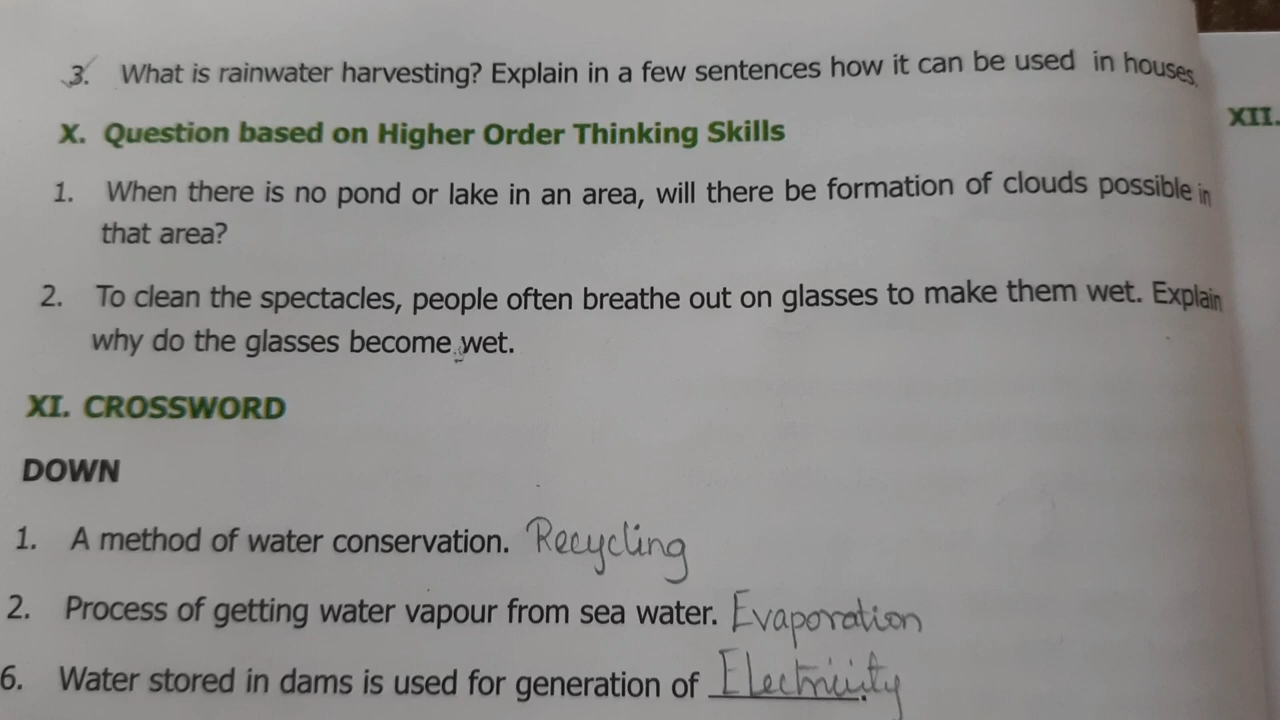 3. What is rainwater harvesting? Explain in a few sentences how it can be used in houses.
XII.
X. Question based on Higher Order Thinking Skills
1. When there is no pond or lake in an area, will there be formation of clouds possible in
that area?
2. To clean the spectacles, people often breathe out on glasses to make them wet. Explain
why do the glasses become wet.
XI. CROSSWORD
DOWN
1. A method of water conservation. Recycling
2. Process of getting water vapour from sea water. Evaporation
6. Water stored in dams is used for generation of Electricity.